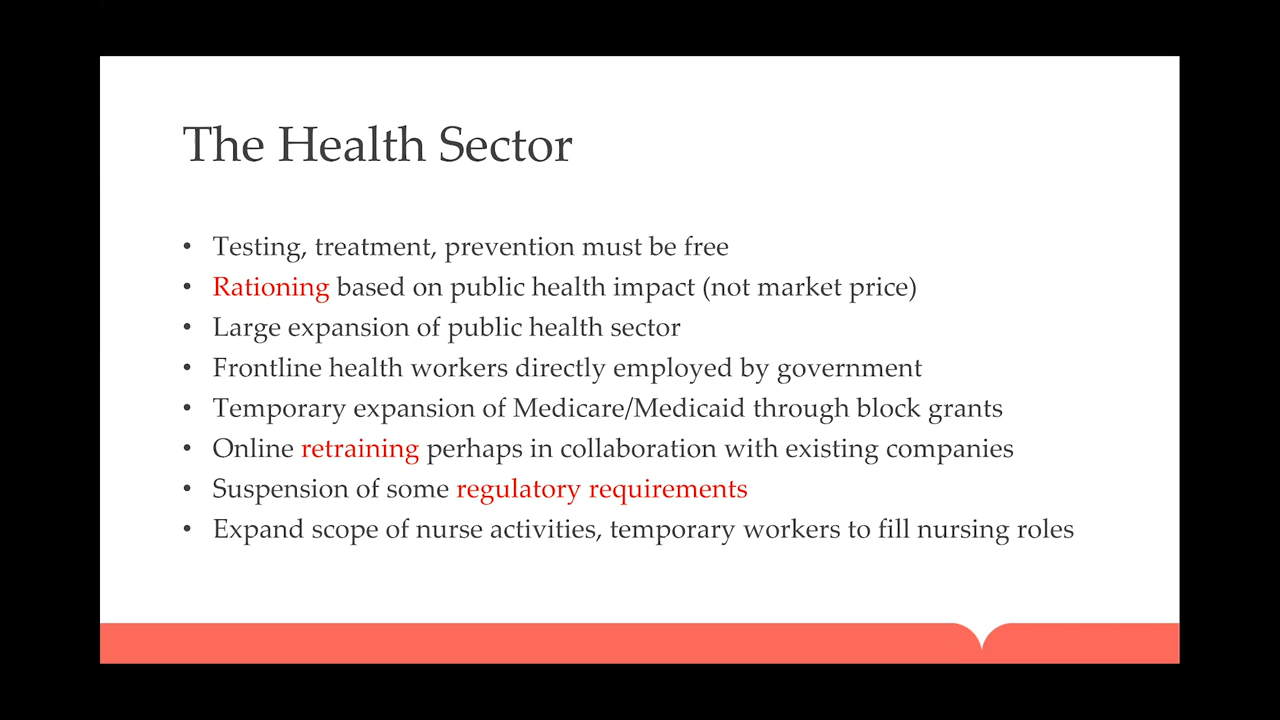 The Health Sector
• Testing, treatment, prevention must be free
• Rationing based on public health impact (not market price)
• Large expansion of public health sector
• Frontline health workers directly employed by government
• Temporary expansion of Medicare/Medicaid through block grants
• Online retraining perhaps in collaboration with existing companies
• Suspension of some regulatory requirements
• Expand scope of nurse activities, temporary workers to fill nursing roles